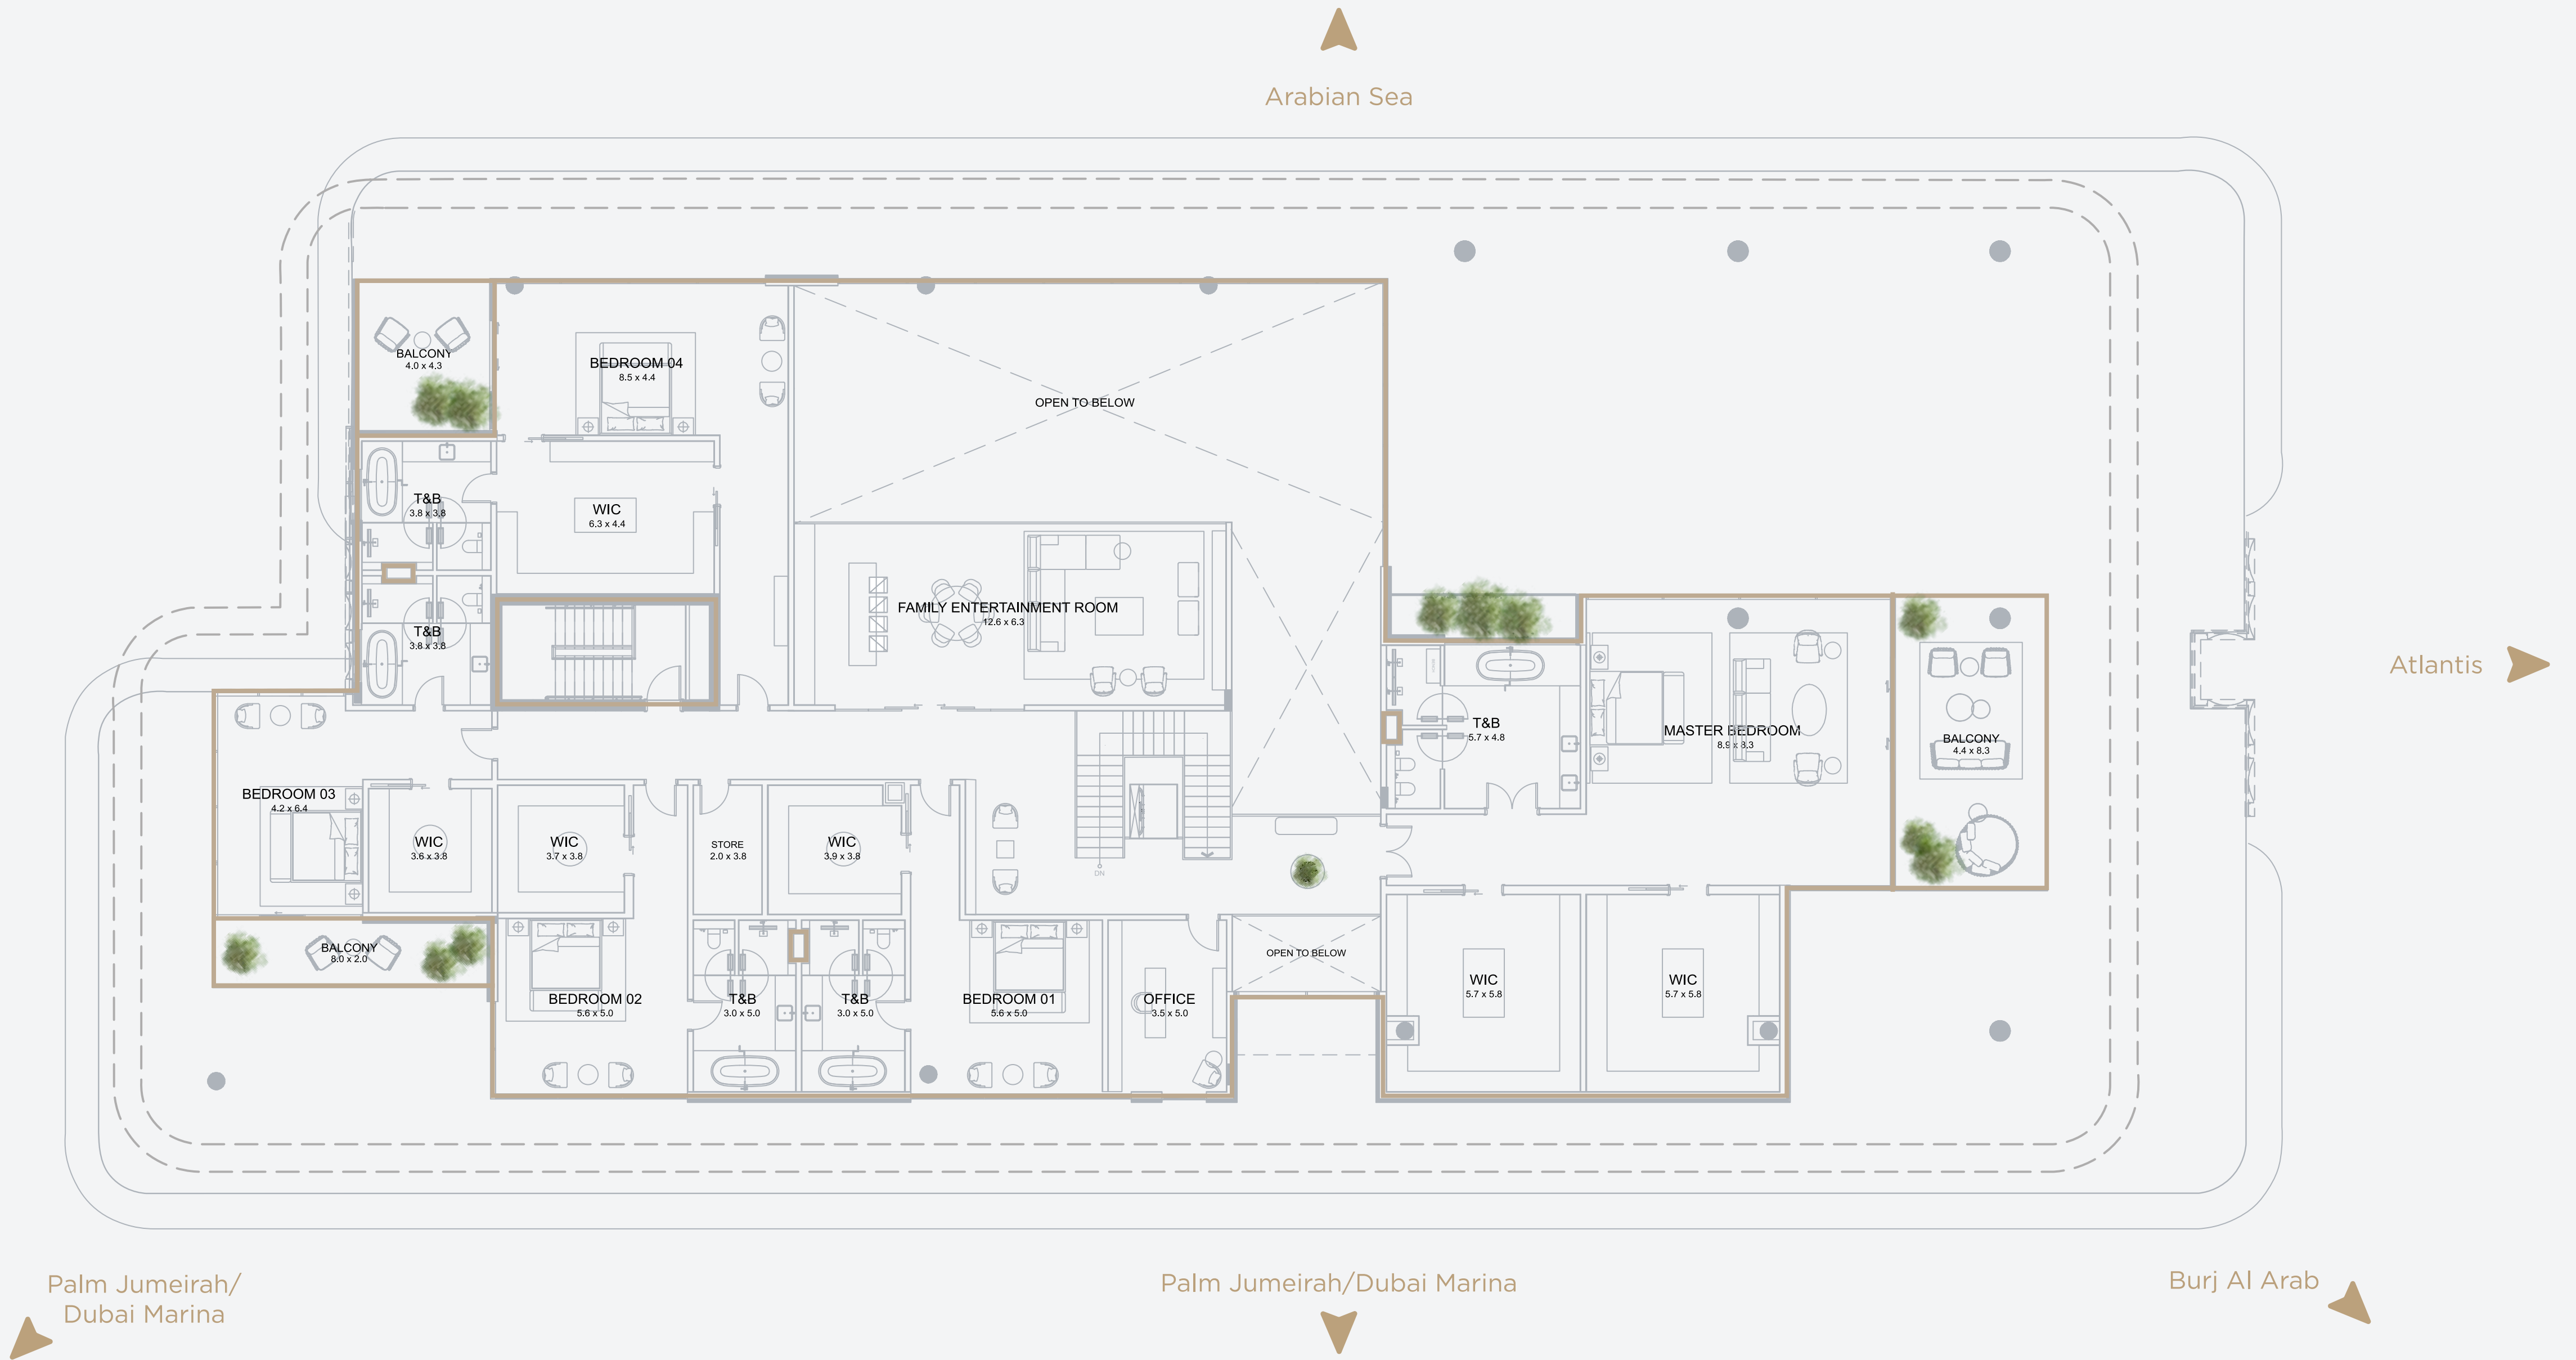 Arabian Sea
BALCONY
4.0 x 4.3
BEDROOM 04
8.5 x 4.4
OPEN TO BELOW
T&B
3.8 x 3.8
WIC
6.3 x 4.4
T&B
3.8 x 3.8
FAMILY ENTERTAINMENT ROOM
12.6 x 6.3
Atlantis
T&B
5.7 x 4.8
MASTER BEDROOM
8.9 x 8.3
BALCONY
4.4 x 8.3
BEDROOM 03
4.2 x 6.4
WIC
3.6 x 3.8
WIC
3.7 x 3.8
STORE
2.0 x 3.8
WIC
3.9 x 3.8
DN
BALCONY
8.0 x 2.0
OPEN TO BELOW
BEDROOM 02
5.6 x 5.0
T&B
3.0 x 5.0
T&B
3.0 x 5.0
BEDROOM 01
5.6 x 5.0
OFFICE
3.5 x 5.0
WIC
5.7 x 5.8
WIC
5.7 x 5.8
Palm Jumeirah/
Dubai Marina
Palm Jumeirah/Dubai Marina
Burj Al Arab